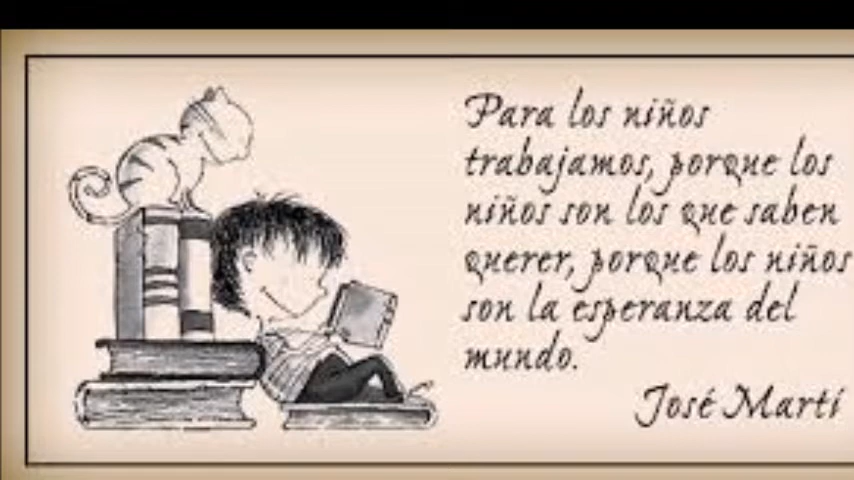 Para los niños
trabajamos, porque los
niños son los que saben
querer, porque los niños
son la esperanza del
mundo.
José Martí